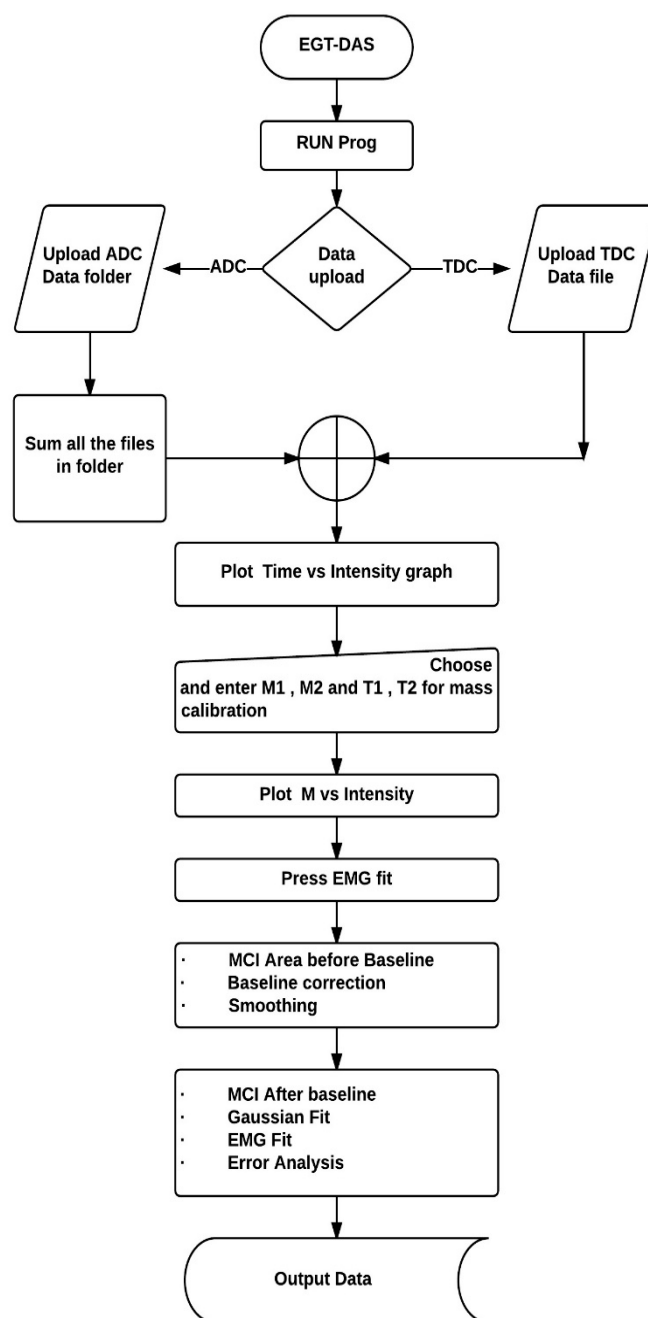 EGT-DAS
RUN Prog
Data
upload
ADC
TDC
Upload ADC
Data folder
Upload TDC
Data file
Sum all the files
in folder
Plot Time vs Intensity graph
Choose
and enter M1 , M2 and T1 , T2 for mass
calibration
Plot M vs Intensity
Press EMG fit
· MCI Area before Baseline
· Baseline correction
· Smoothing
· MCI After baseline
· Gaussian Fit
· EMG Fit
· Error Analysis
Output Data